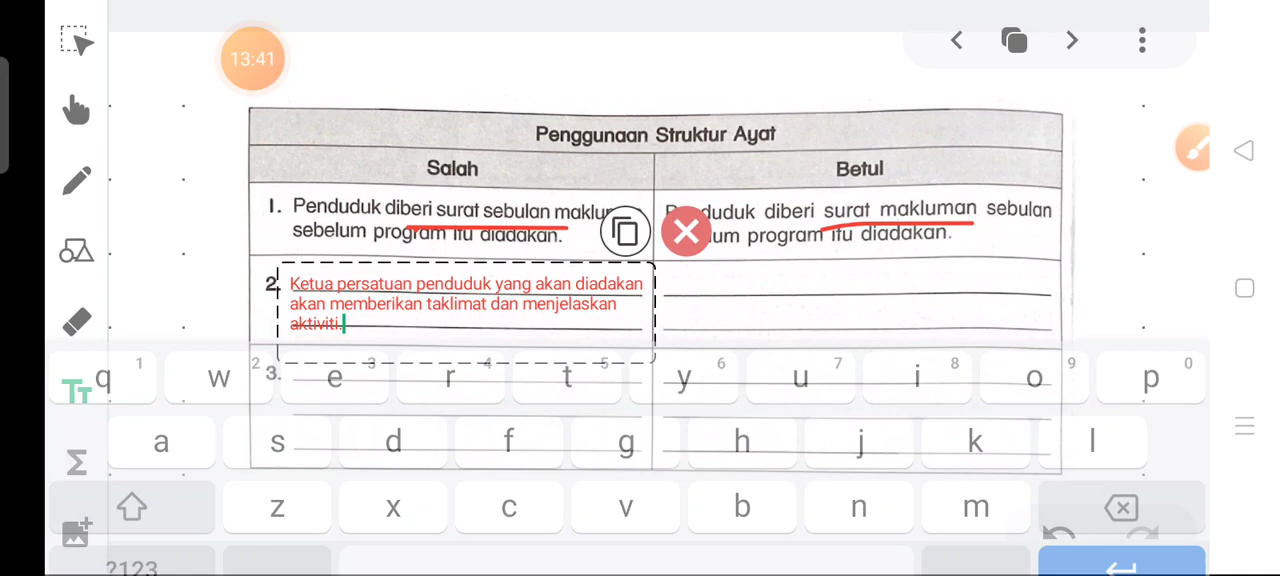 13:41
Penggunaan Struktur Ayat
Salah
Betul
1. Penduduk diberi surat sebulan
sebelum program itu diadakan.
duduk diberi surat makluman sebulan
program itu diadakan.
2.
Ketua persatuan penduduk yang akan diadakan
akan memberikan taklimat dan menjelaskan
aktiviti.
3.
q 1 w 2 e 3 r 4 t 5 y 6 u 7 i 8 o 9 p 0
a s d f g h j k l
z x c v b n m
?123
Tт
Σ